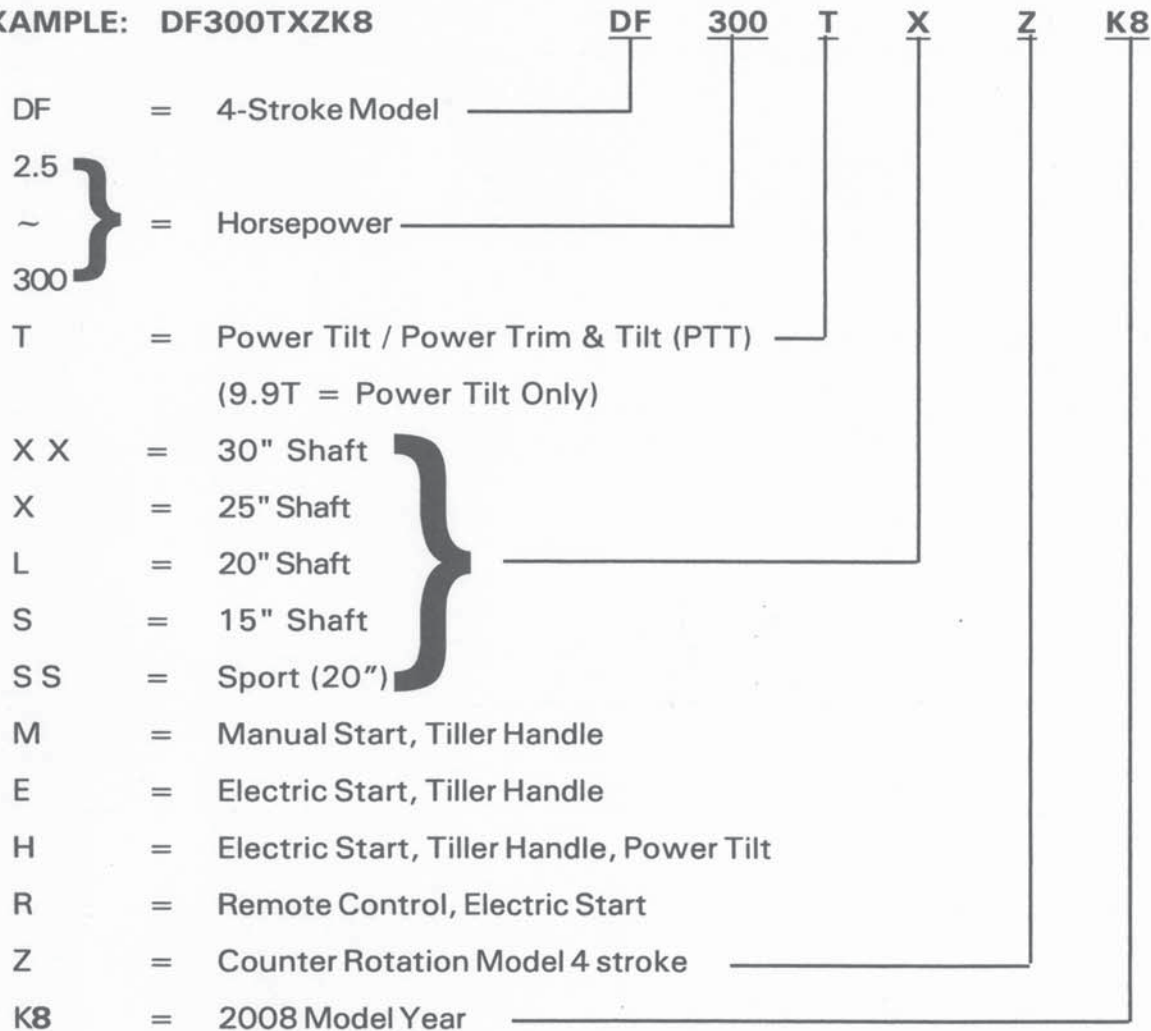 XAMPLE: DF300TXZK8 DF 300 T X Z K8
DF = 4-Stroke Model
2.5
~ = Horsepower
300
T = Power Tilt / Power Trim & Tilt (PTT)
(9.9T = Power Tilt Only)
X X = 30" Shaft
X = 25" Shaft
L = 20" Shaft
S = 15" Shaft
S S = Sport (20")
M = Manual Start, Tiller Handle
E = Electric Start, Tiller Handle
H = Electric Start, Tiller Handle, Power Tilt
R = Remote Control, Electric Start
Z = Counter Rotation Model 4 stroke
K8 = 2008 Model Year